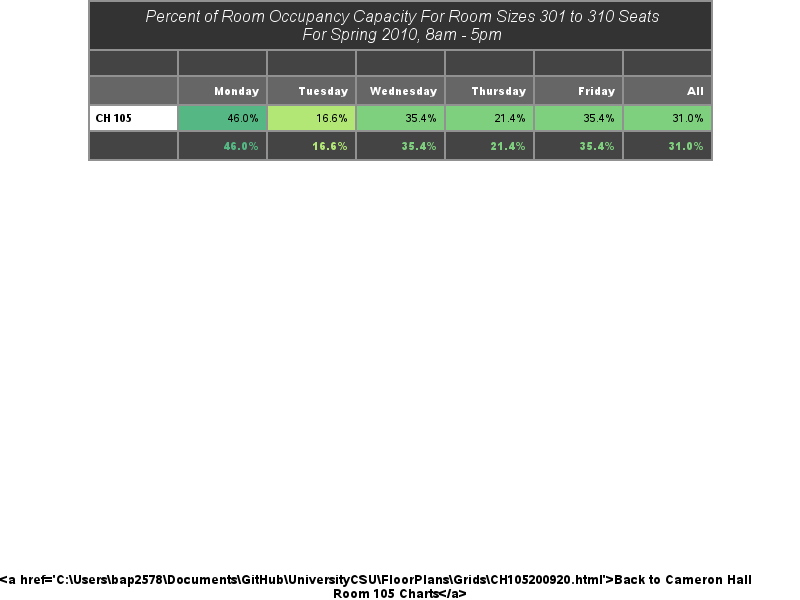 Percent of Room Occupancy Capacity For Room Sizes 301 to 310 Seats
For Spring 2010, 8am - 5pm
Monday Tuesday Wednesday Thursday Friday All
CH 105 46.0% 16.6% 35.4% 21.4% 35.4% 31.0%
46.0% 16.6% 35.4% 21.4% 35.4% 31.0%
<a href='C:\Users\bap2578\Documents\GitHub\UniversityCSU\FloorPlans\Grids\CH105200920.html'>Back to Cameron Hall
Room 105 Charts</a>